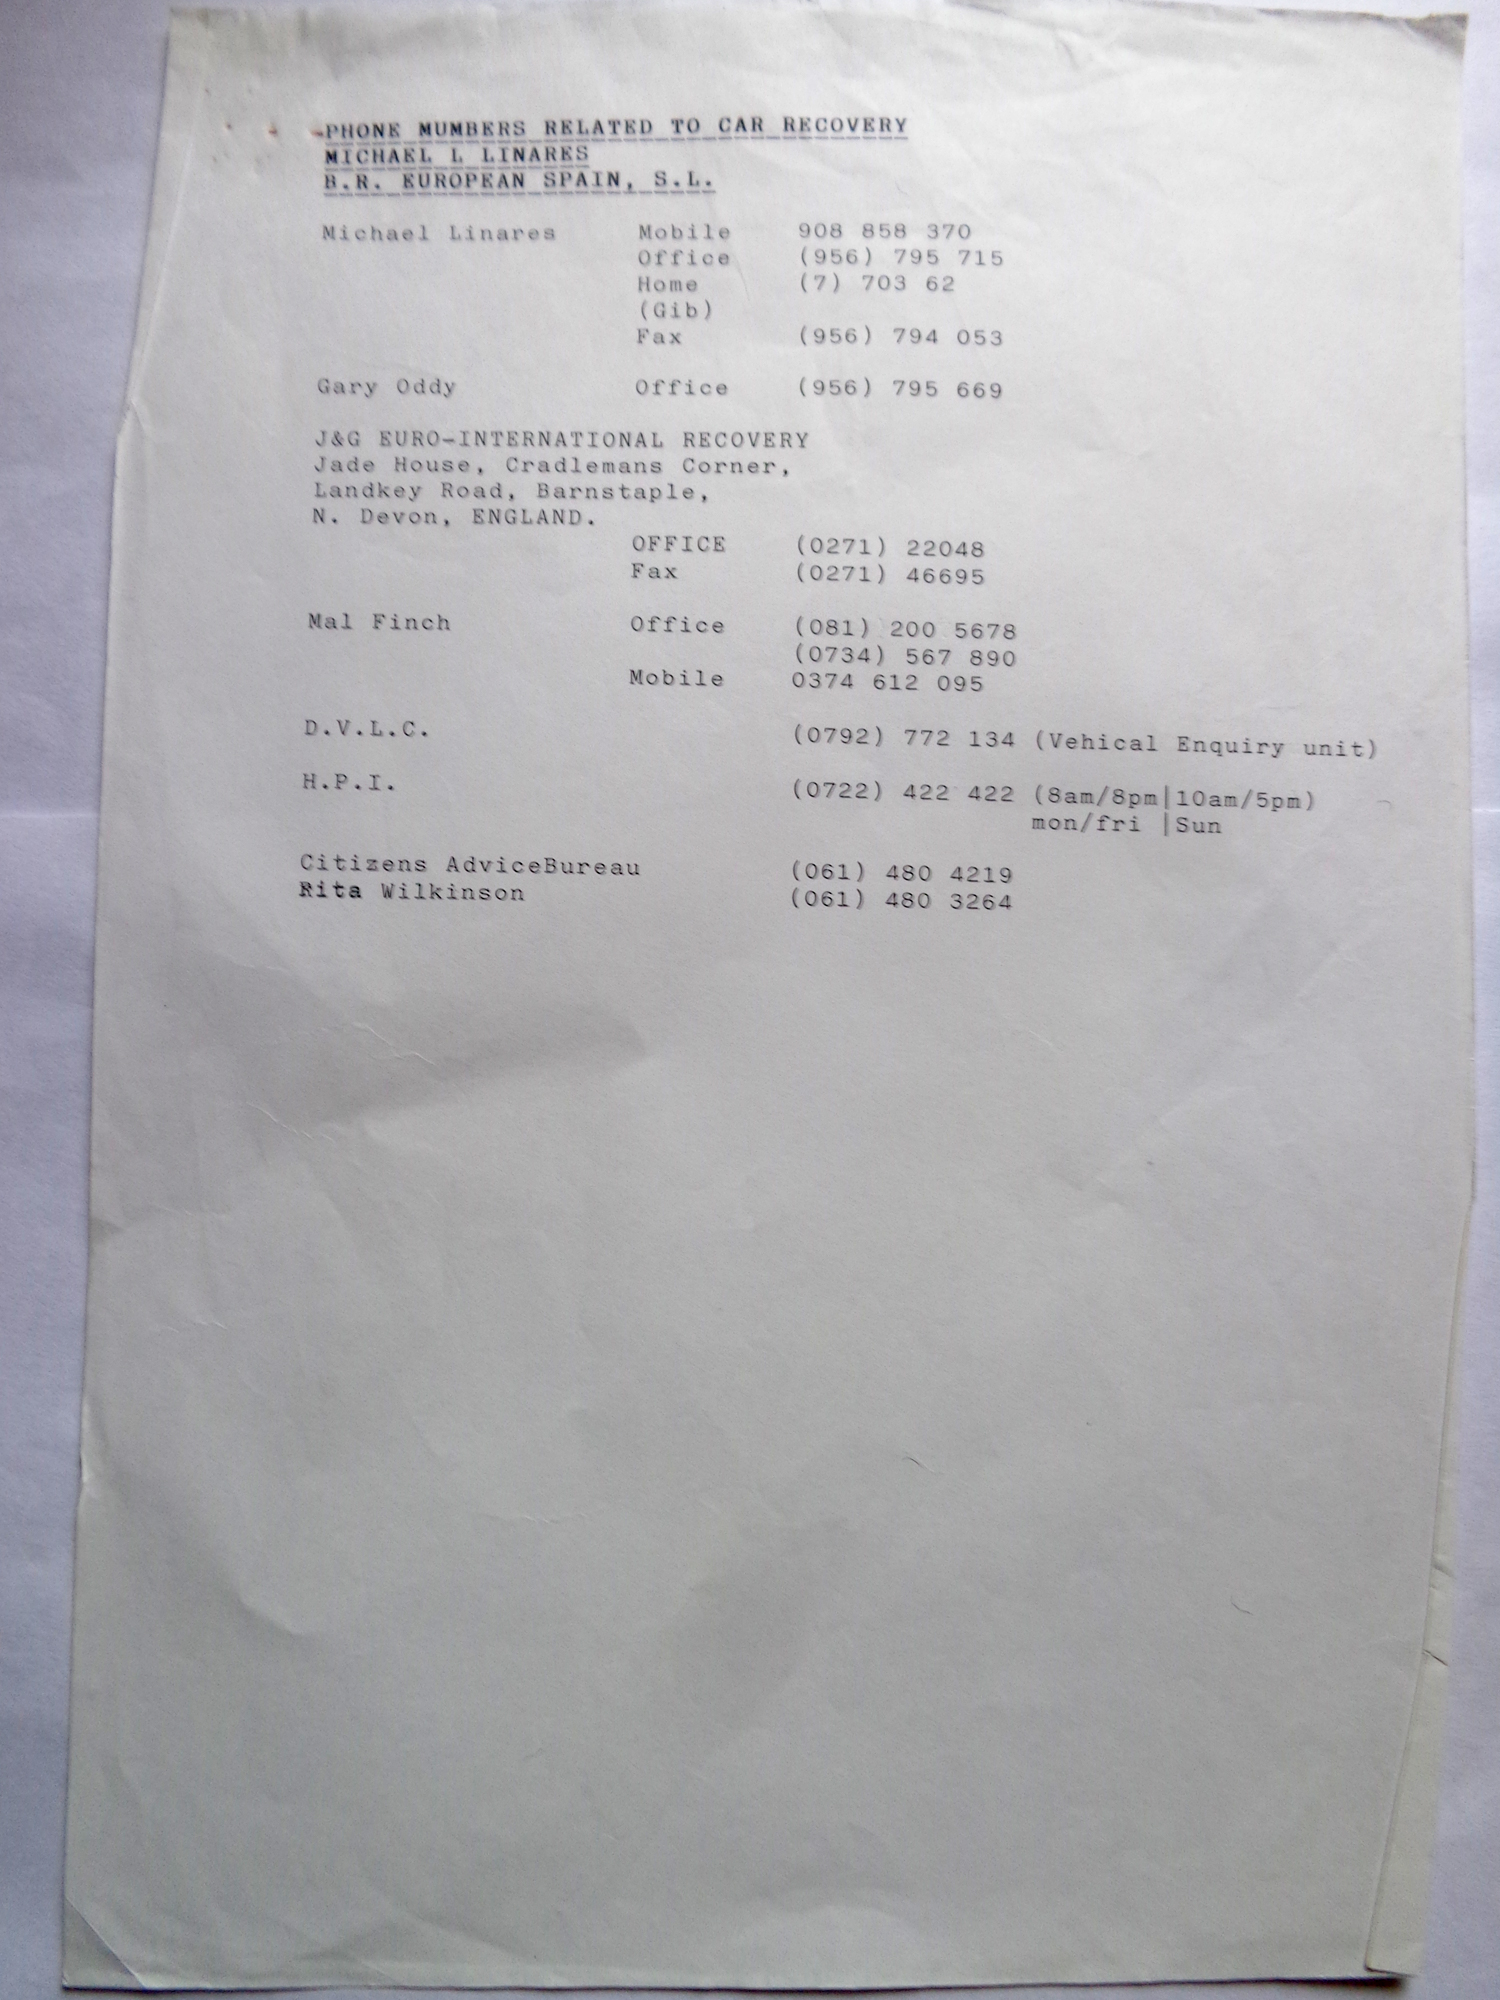 PHONE MUMBERS RELATED TO CAR RECOVERY
MICHAEL L LINARES
B.R. EUROPEAN SPAIN, S.L.
Michael Linares Mobile 908 858 370
Office (956) 795 715
Home (7) 703 62
(Gib)
Fax (956) 794 053
Gary Oddy Office (956) 795 669
J&G EURO-INTERNATIONAL RECOVERY
Jade House, Cradlemans Corner,
Landkey Road, Barnstaple,
N. Devon, ENGLAND.
OFFICE (0271) 22048
Fax (0271) 46695
Mal Finch Office (081) 200 5678
(0734) 567 890
Mobile 0374 612 095
D.V.L.C. (0792) 772 134 (Vehical Enquiry unit)
H.P.I. (0722) 422 422 (8am/8pm|10am/5pm)
mon/fri |Sun
Citizens AdviceBureau (061) 480 4219
Rita Wilkinson (061) 480 3264